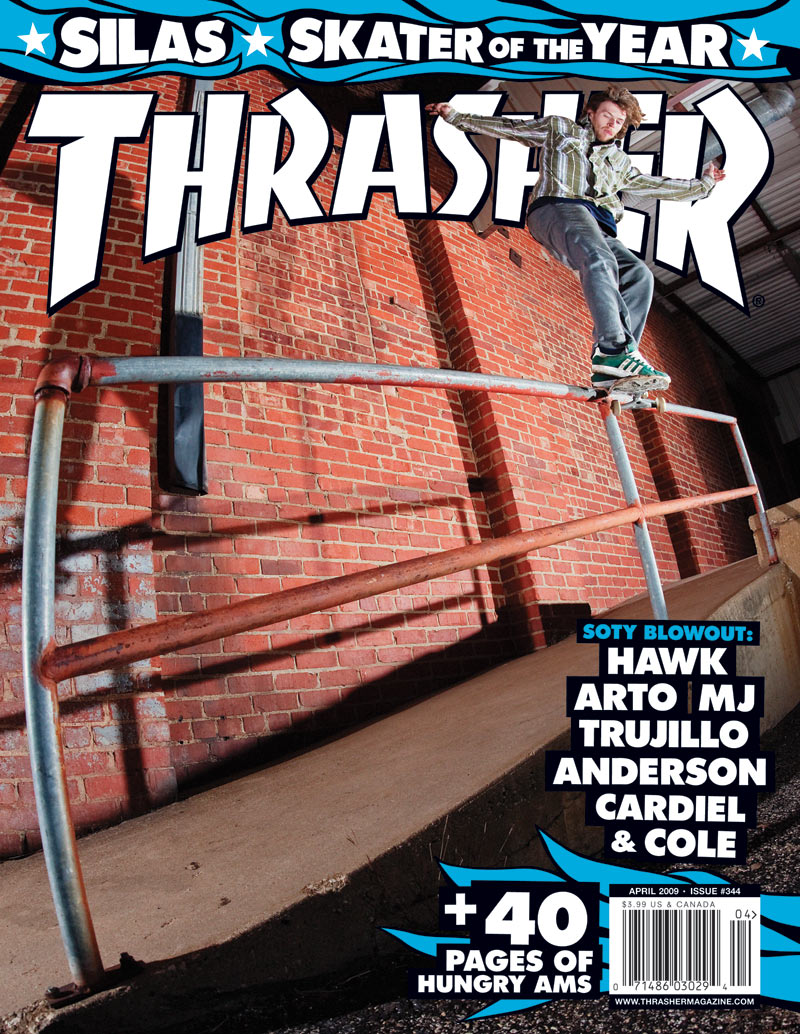 SILAS ★ SKATER OF THE YEAR
THRASHER®
SOTY BLOWOUT:
HAWK
ARTO MJ
TRUJILLO
ANDERSON
CARDIEL
& COLE
+40
PAGES OF
HUNGRY AMS
APRIL 2009 • ISSUE #344
$3.99 US & CANADA
04>
0 71486 03029 4
WWW.THRASHERMAGAZINE.COM